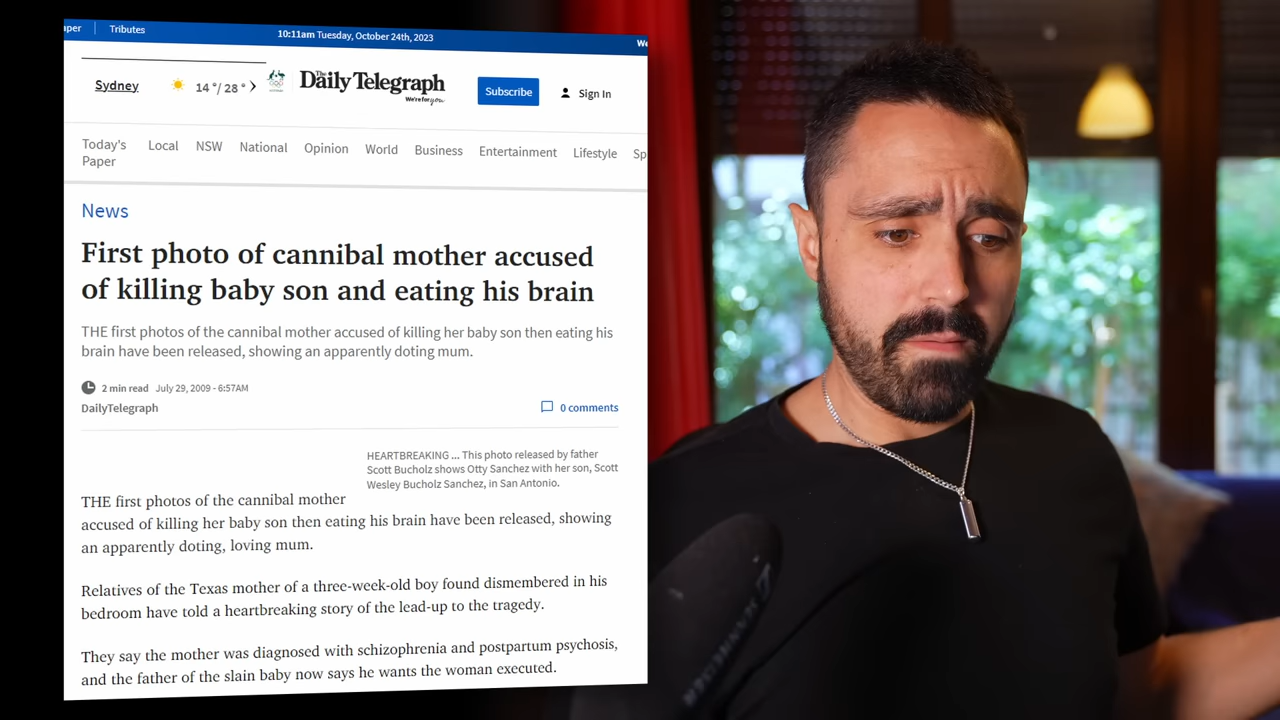 Tributes
10:11am Tuesday, October 24th, 2023
Sydney
14°/ 28°
The
Daily Telegraph
We're for you
Subscribe
Sign In
Today's Paper
Local
NSW
National
Opinion
World
Business
Entertainment
Lifestyle
News
First photo of cannibal mother accused
of killing baby son and eating his brain
THE first photos of the cannibal mother accused of killing her baby son then eating his
brain have been released, showing an apparently doting mum.
2 min read July 29, 2009 - 6:57AM
DailyTelegraph
0 comments
HEARTBREAKING ... This photo released by father
Scott Bucholz shows Otty Sanchez with her son, Scott
Wesley Bucholz Sanchez, in San Antonio.
THE first photos of the cannibal mother
accused of killing her baby son then eating his brain have been released, showing
an apparently doting, loving mum.
Relatives of the Texas mother of a three-week-old boy found dismembered in his
bedroom have told a heartbreaking story of the lead-up to the tragedy.
They say the mother was diagnosed with schizophrenia and postpartum psychosis,
and the father of the slain baby now says he wants the woman executed.
SENNHEISER